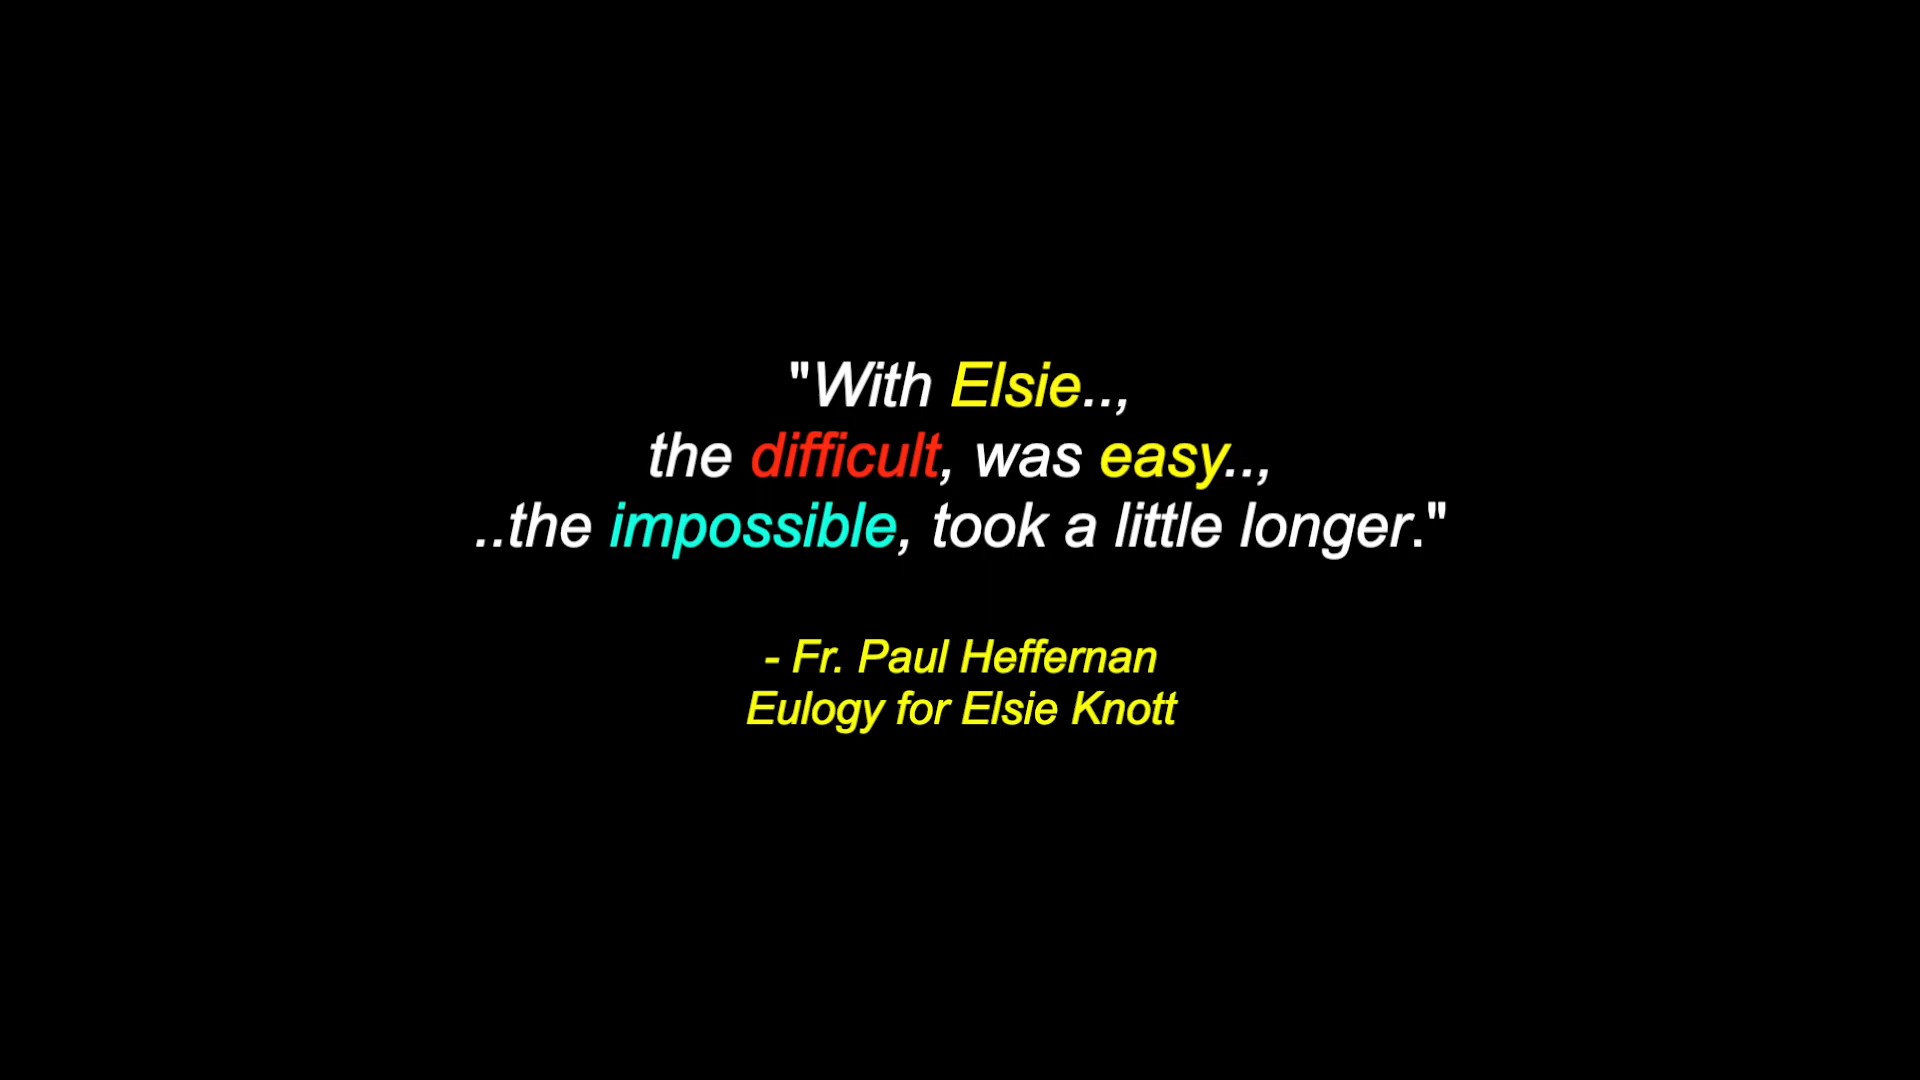 "With Elsie..,
the difficult, was easy..,
..the impossible, took a little longer."
- Fr. Paul Heffernan
Eulogy for Elsie Knott